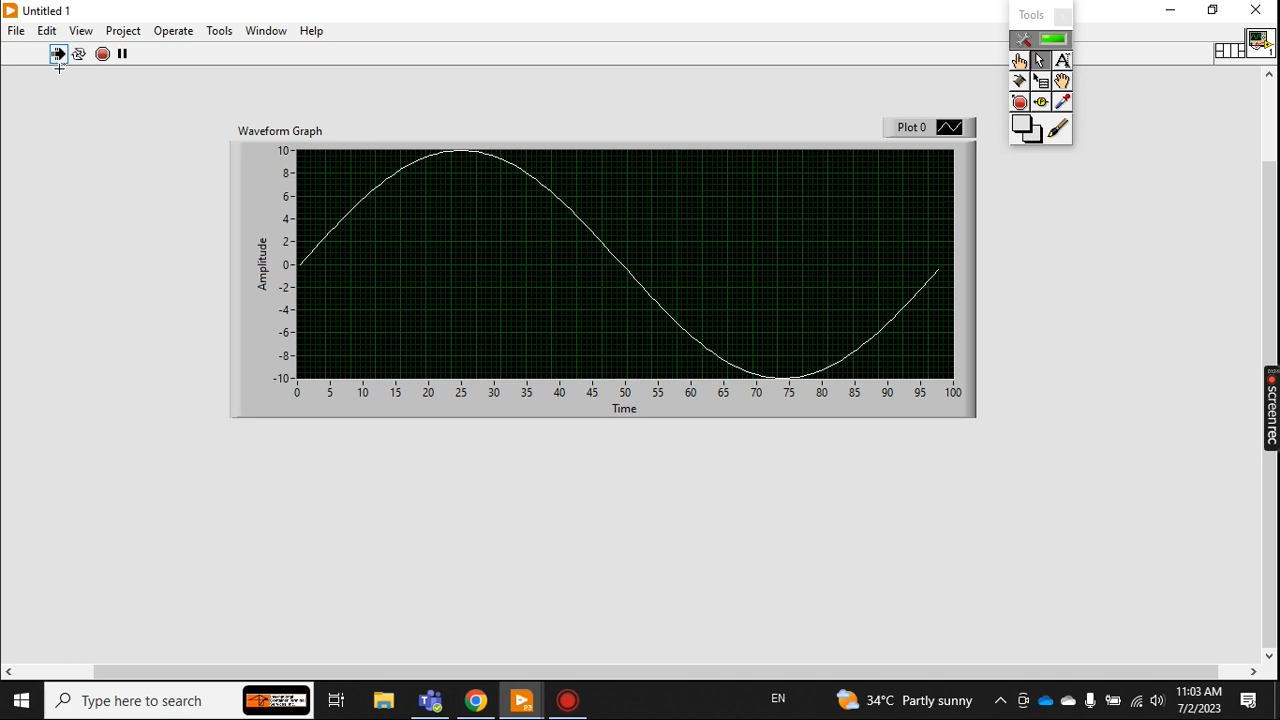 Untitled 1
Tools
File Edit View Project Operate Tools Window Help
1
Waveform Graph
Plot 0
10
8
6
4
2
0
-2
-4
-6
-8
-10
Amplitude
0 5 10 15 20 25 30 35 40 45 50 55 60 65 70 75 80 85 90 95 100
Time
screenrec
Type here to search
EN
34°C Partly sunny
11:03 AM
7/2/2023